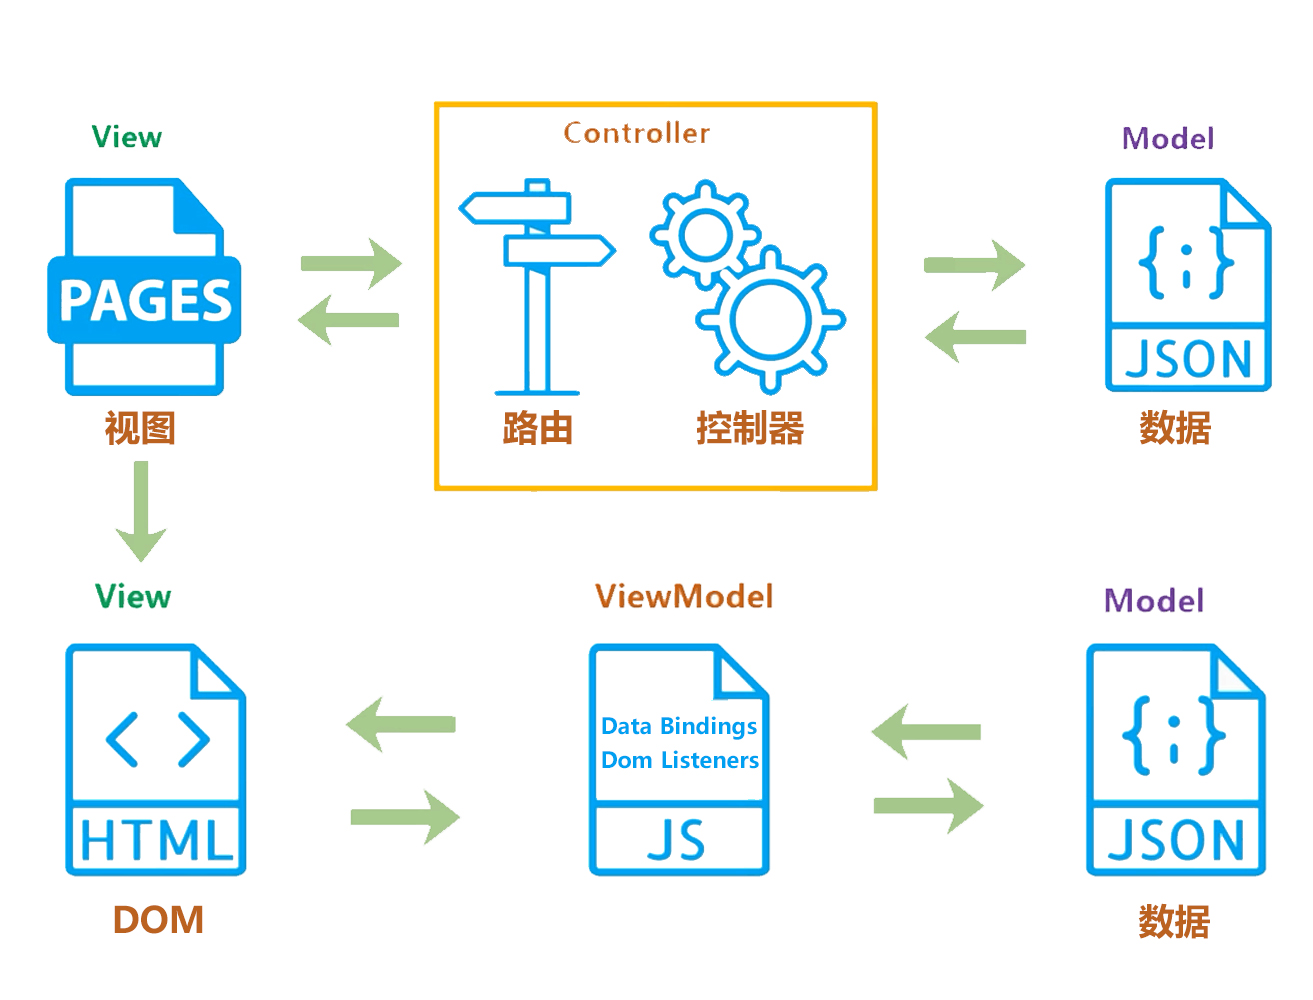 View
Controller
Model
PAGES
{;}
JSON
视图
路由
控制器
数据
View
ViewModel
Model
< >
Data Bindings
Dom Listeners
{;}
HTML
JS
JSON
DOM
数据